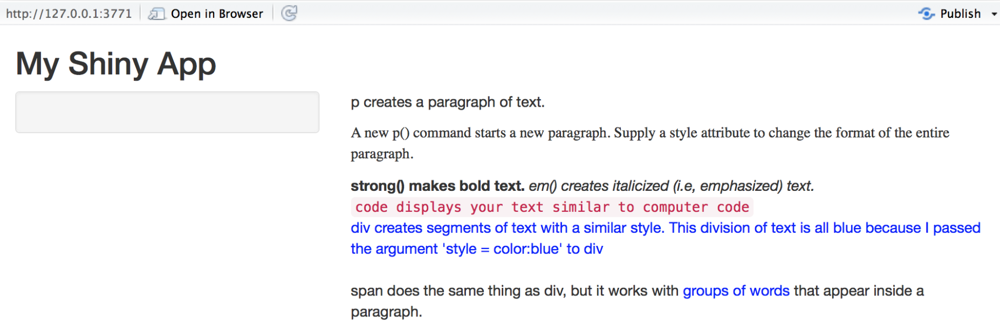 http://127.0.0.1:3771 Open in Browser Publish
My Shiny App
p creates a paragraph of text.
A new p() command starts a new paragraph. Supply a style attribute to change the format of the entire
paragraph.
strong() makes bold text. em() creates italicized (i.e, emphasized) text.
code displays your text similar to computer code
div creates segments of text with a similar style. This division of text is all blue because I passed
the argument 'style = color:blue' to div
span does the same thing as div, but it works with groups of words that appear inside a
paragraph.